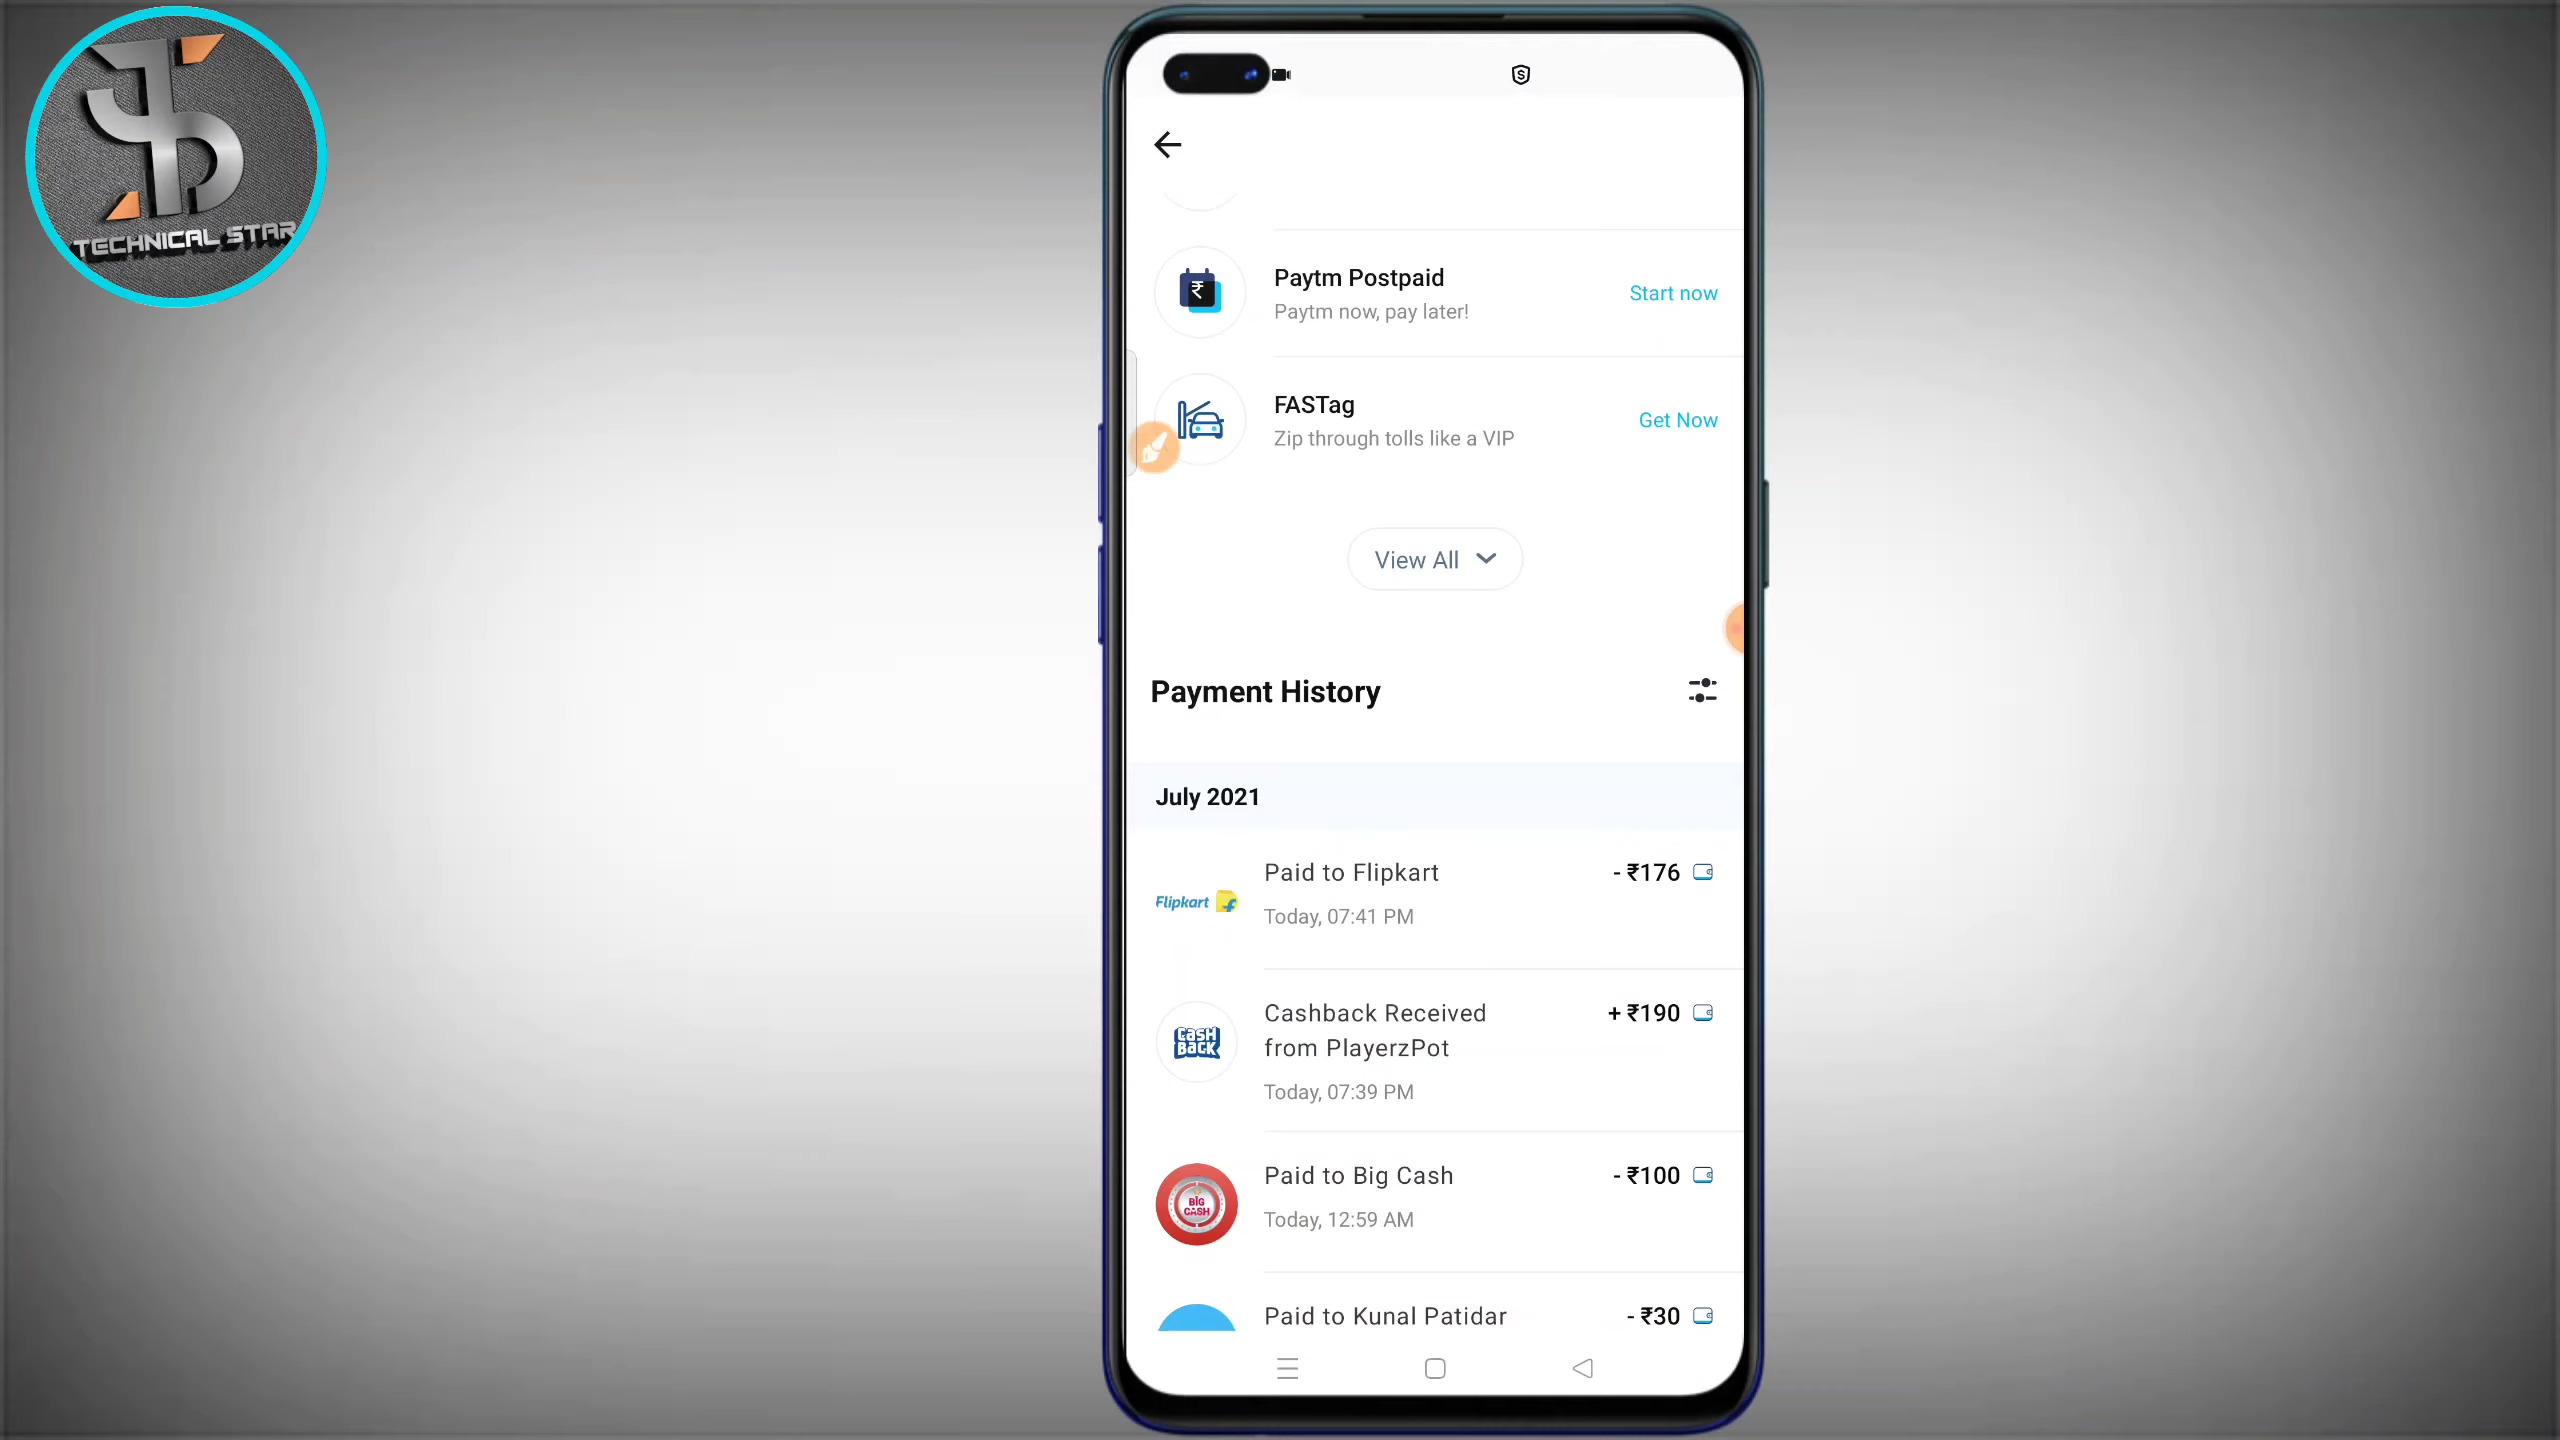 TECHNICAL STAR
Paytm Postpaid
Start now
Paytm now, pay later!
FASTag
Get Now
Zip through tolls like a VIP
View All
Payment History
July 2021
Paid to Flipkart
- ₹176
Flipkart
Today, 07:41 PM
Cashback Received
+ ₹190
from PlayerzPot
CASH
BACK
Today, 07:39 PM
Paid to Big Cash
- ₹100
BIG
CASH
Today, 12:59 AM
Paid to Kunal Patidar
- ₹30